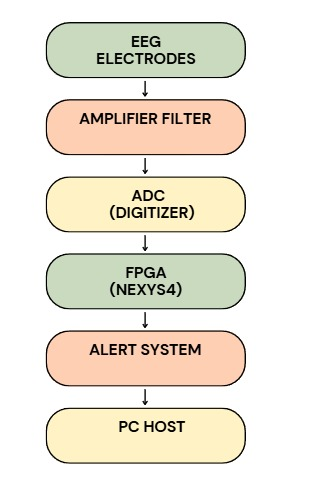 EEG
ELECTRODES
AMPLIFIER FILTER
ADC
(DIGITIZER)
FPGA
(NEXYS4)
ALERT SYSTEM
PC HOST